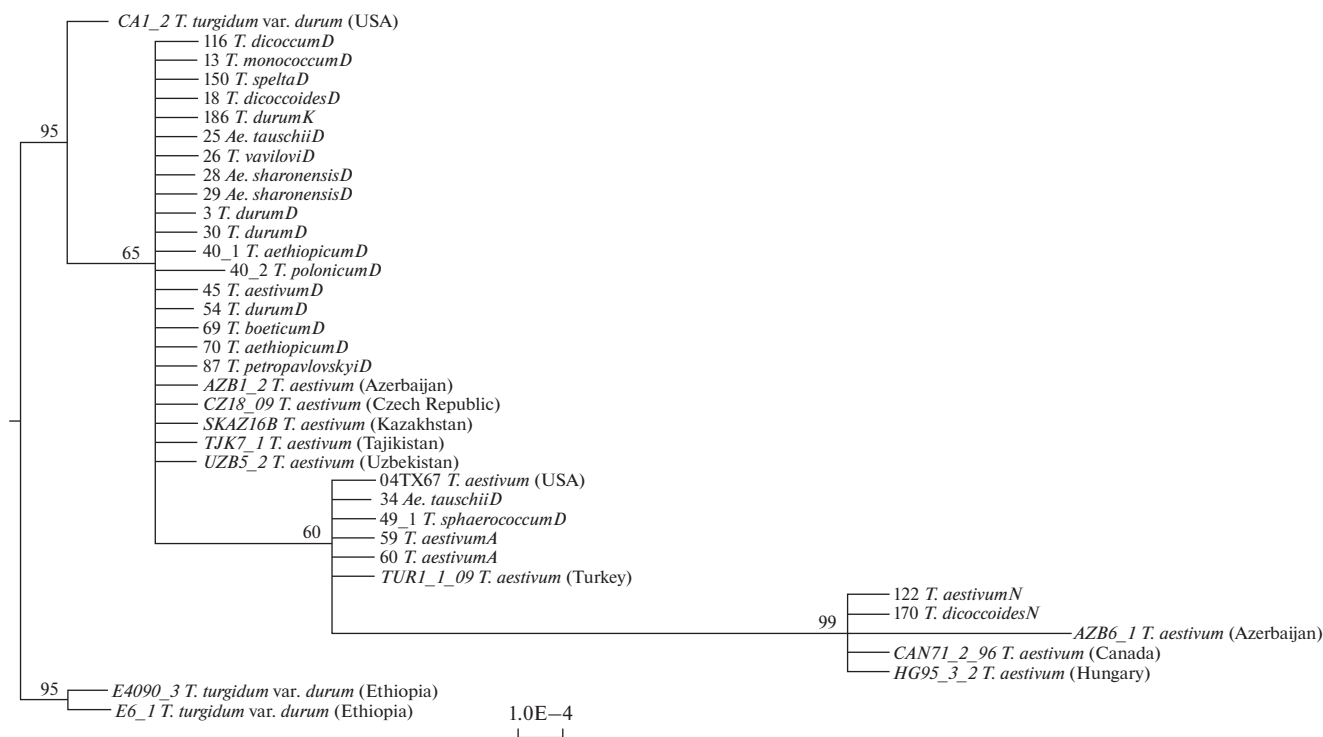 CA1_2 T. turgidum var. durum (USA)
116 T. dicoccumD
13 T. monococcumD
150 T. speltaD
18 T. dicoccoidesD
186 T. durumK
95
25 Ae. tauschiiD
26 T. vaviloviD
28 Ae. sharonensisD
29 Ae. sharonensisD
3 T. durumD
30 T. durumD
65
40_1 T. aethiopicumD
40_2 T. polonicumD
45 T. aestivumD
54 T. durumD
69 T. boeticumD
70 T. aethiopicumD
87 T. petropavlovskyiD
AZB1_2 T. aestivum (Azerbaijan)
CZ18_09 T. aestivum (Czech Republic)
SKAZ16B T. aestivum (Kazakhstan)
TJK7_1 T. aestivum (Tajikistan)
UZB5_2 T. aestivum (Uzbekistan)
04TX67 T. aestivum (USA)
34 Ae. tauschiiD
49_1 T. sphaerococcumD
60
59 T. aestivumA
60 T. aestivumA
TUR1_1_09 T. aestivum (Turkey)
122 T. aestivumN
170 T. dicoccoidesN
99
AZB6_1 T. aestivum (Azerbaijan)
CAN71_2_96 T. aestivum (Canada)
HG95_3_2 T. aestivum (Hungary)
95
E4090_3 T. turgidum var. durum (Ethiopia)
E6_1 T. turgidum var. durum (Ethiopia)
1.0E–4